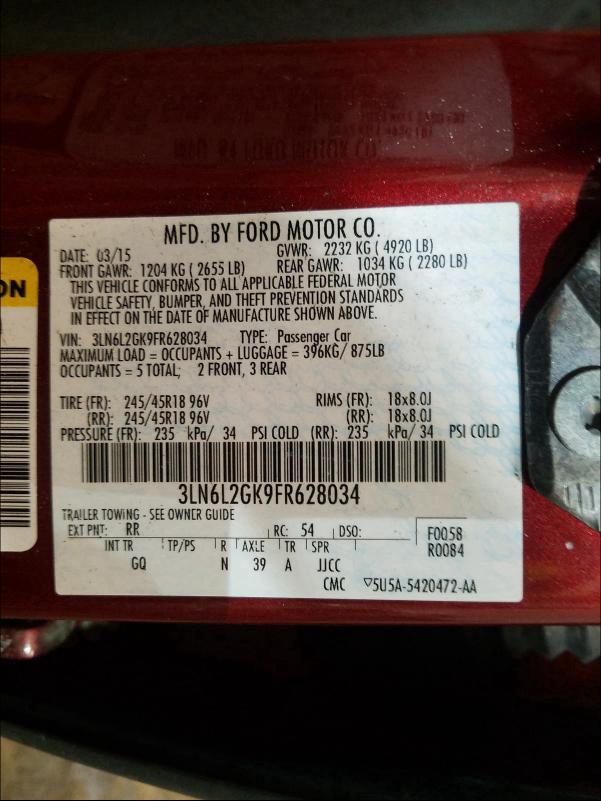 MFD. BY FORD MOTOR CO.
DATE: 03/15 GVWR: 2232 KG ( 4920 LB)
FRONT GAWR: 1204 KG ( 2655 LB) REAR GAWR: 1034 KG ( 2280 LB)
THIS VEHICLE CONFORMS TO ALL APPLICABLE FEDERAL MOTOR
VEHICLE SAFETY, BUMPER, AND THEFT PREVENTION STANDARDS
IN EFFECT ON THE DATE OF MANUFACTURE SHOWN ABOVE.
VIN: 3LN6L2GK9FR628034 TYPE: Passenger Car
MAXIMUM LOAD = OCCUPANTS + LUGGAGE = 396KG/ 875LB
OCCUPANTS = 5 TOTAL; 2 FRONT, 3 REAR
TIRE (FR): 245/45R18 96V RIMS (FR): 18x8.0J
(RR): 245/45R18 96V (RR): 18x8.0J
PRESSURE (FR): 235 kPa/ 34 PSI COLD (RR): 235 kPa/ 34 PSI COLD
3LN6L2GK9FR628034
TRAILER TOWING - SEE OWNER GUIDE
EXT PNT: RR RC: 54 DSO: F0058
R0084
INT TR TP/PS R AXLE TR SPR
GQ N 39 A JJCC
CMC ▽5U5A-5420472-AA
ON